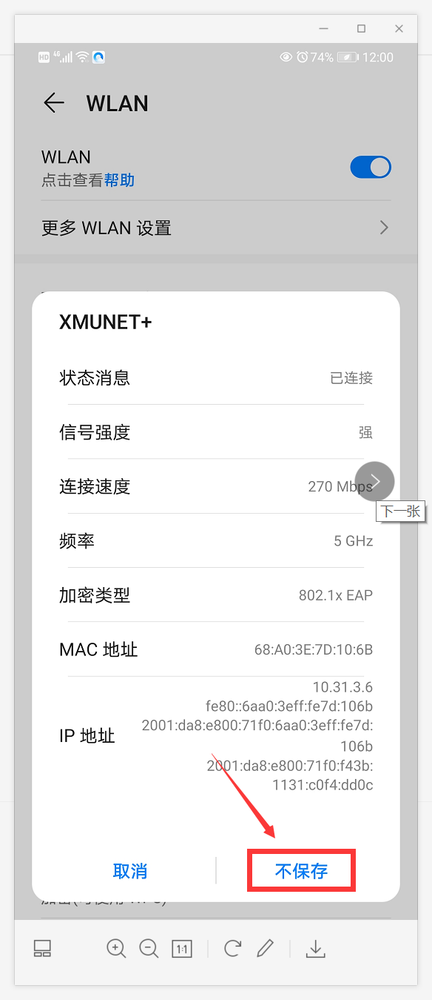 HD 4G 74% 12:00
WLAN
WLAN
点击查看帮助
更多 WLAN 设置
XMUNET+
状态消息 已连接
信号强度 强
连接速度 270 Mbps
下一张
频率 5 GHz
加密类型 802.1x EAP
MAC 地址 68:A0:3E:7D:10:6B
10.31.3.6
fe80::6aa0:3eff:fe7d:106b
2001:da8:e800:71f0:6aa0:3eff:fe7d:
IP 地址
106b
2001:da8:e800:71f0:f43b:
1131:c0f4:dd0c
取消 不保存
1:1